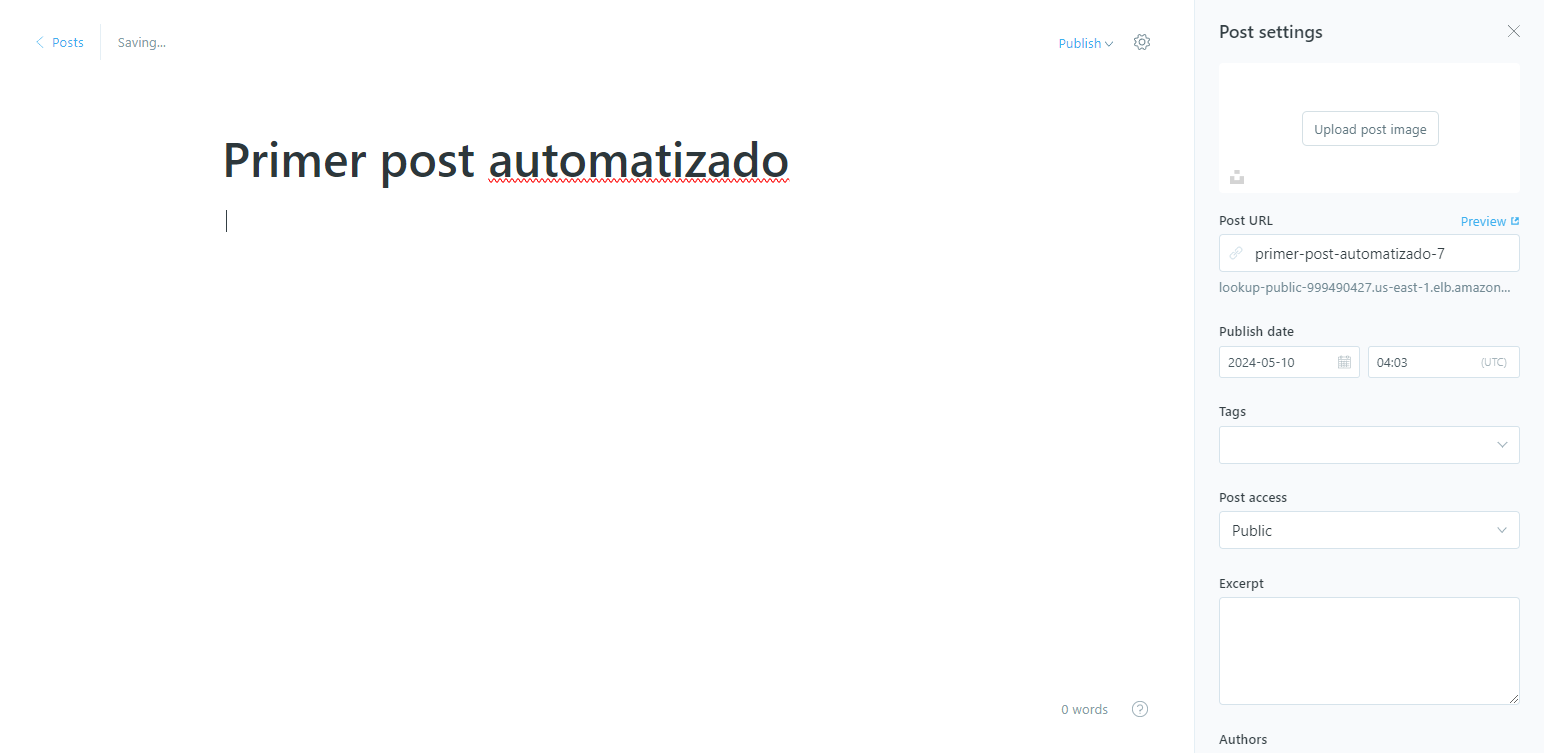 Posts
Saving...
Publish
Primer post automatizado
0 words
?
Post settings
Upload post image
Post URL
Preview
primer-post-automatizado-7
lookup-public-999490427.us-east-1.elb.amazon...
Publish date
2024-05-10
04:03
(UTC)
Tags
Post access
Public
Excerpt
Authors